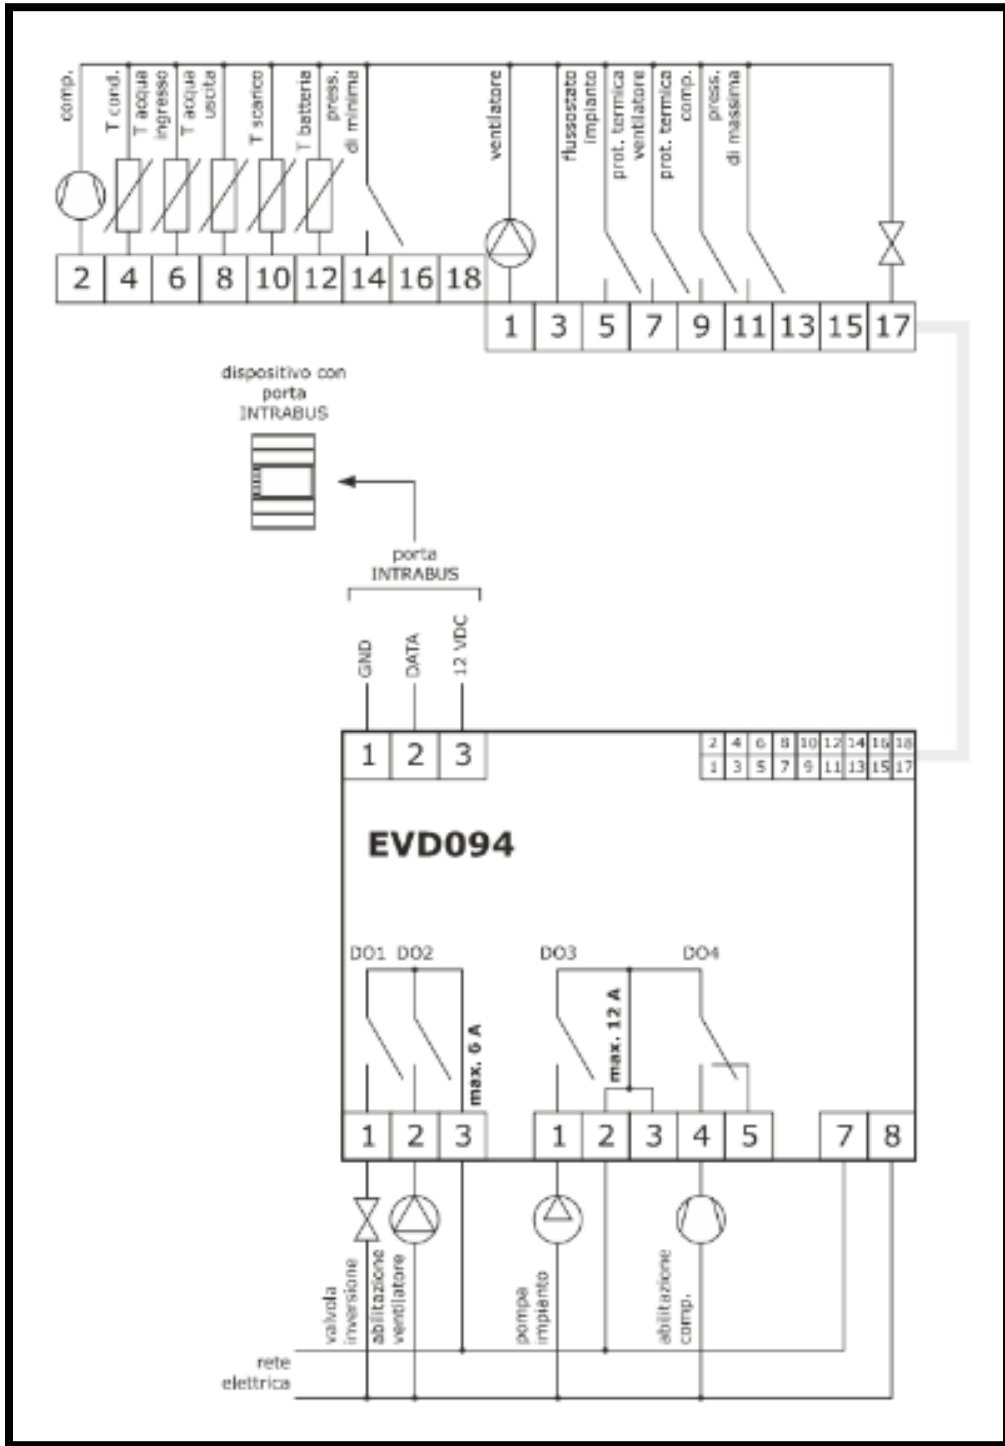 comp.
T cond.
T acqua
ingresso
T acqua
uscita
T scarico
T batteria
press.
di minima
ventilatore
flussostato
impianto
prot. termica
ventilatore
prot. termica
comp.
press.
di massima
2 4 6 8 10 12 14 16 18
1 3 5 7 9 11 13 15 17
dispositivo con
porta
INTRABUS
porta
INTRABUS
GND
DATA
12 VDC
1 2 3
2 4 6 8 10 12 14 16 18
1 3 5 7 9 11 13 15 17
EVD094
DO1 DO2 DO3 DO4
max. 6 A
max. 12 A
1 2 3 1 2 3 4 5 7 8
valvola
inversione
abilitazione
ventilatore
pompa
impianto
abilitazione
comp.
rete
elettrica